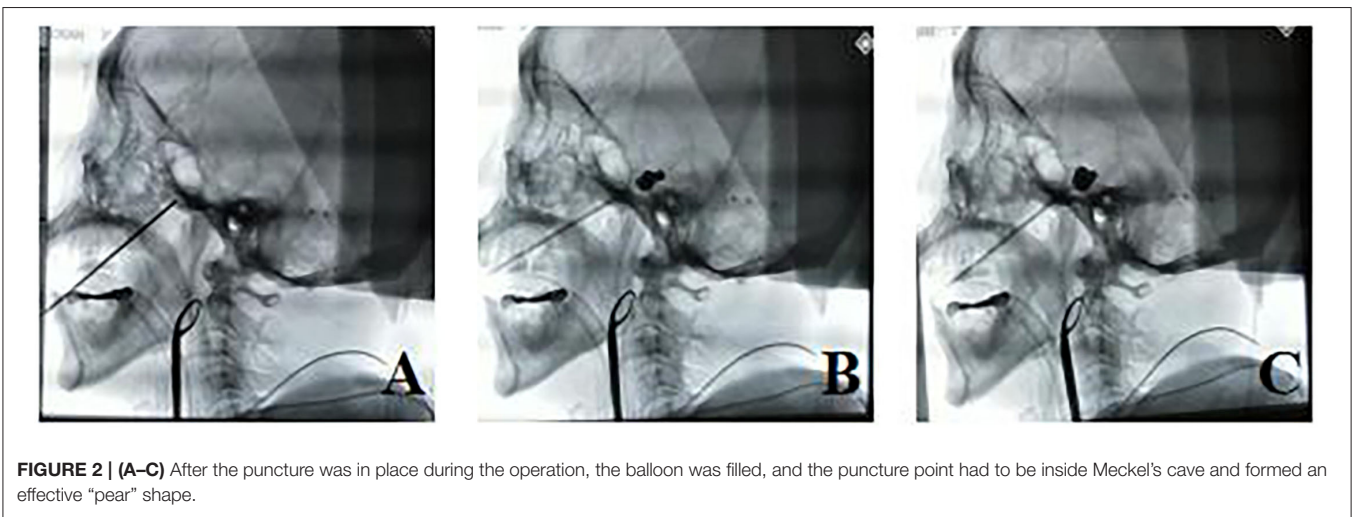 A
B
C
FIGURE 2 | (A–C) After the puncture was in place during the operation, the balloon was filled, and the puncture point had to be inside Meckel’s cave and formed an
effective “pear” shape.